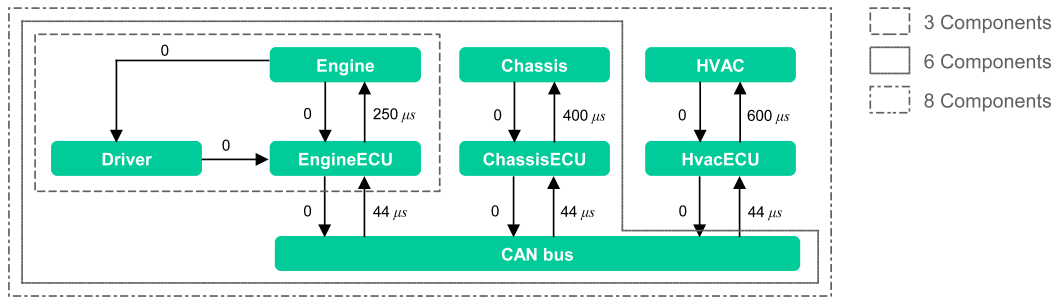 3 Components
6 Components
8 Components
0
Engine
Chassis
HVAC
0
250 μs
0
400 μs
0
600 μs
Driver
0
EngineECU
ChassisECU
HvacECU
0
44 μs
0
44 μs
0
44 μs
CAN bus